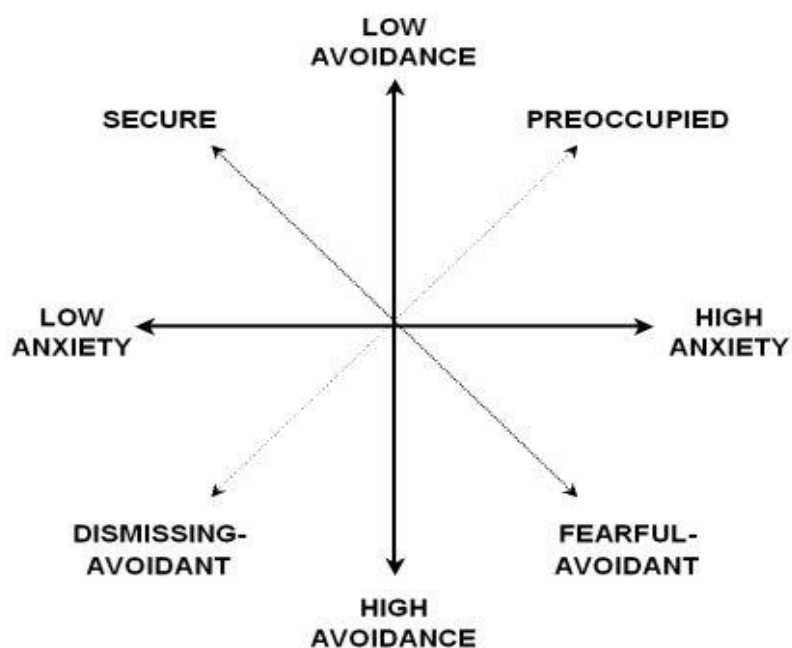 LOW
AVOIDANCE
SECURE
PREOCCUPIED
LOW
ANXIETY
HIGH
ANXIETY
DISMISSING-
AVOIDANT
FEARFUL-
AVOIDANT
HIGH
AVOIDANCE